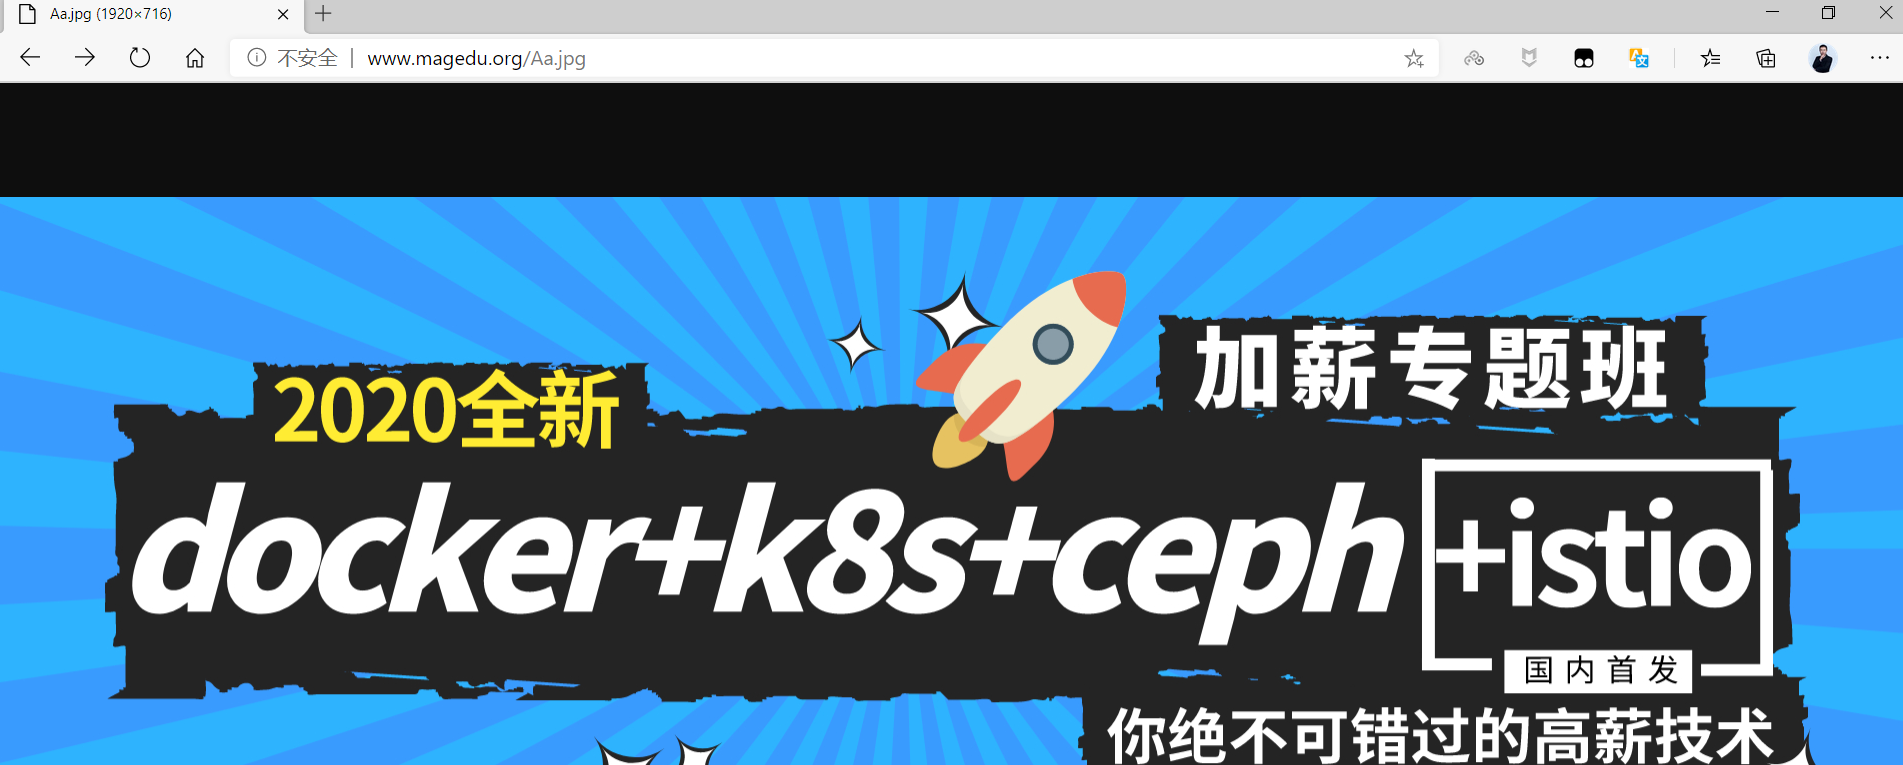 Aa.jpg (1920×716)
不安全 | www.magedu.org/Aa.jpg
加薪专题班
2020全新
docker+k8s+ceph+istio
国内首发
你绝不可错过的高薪技术